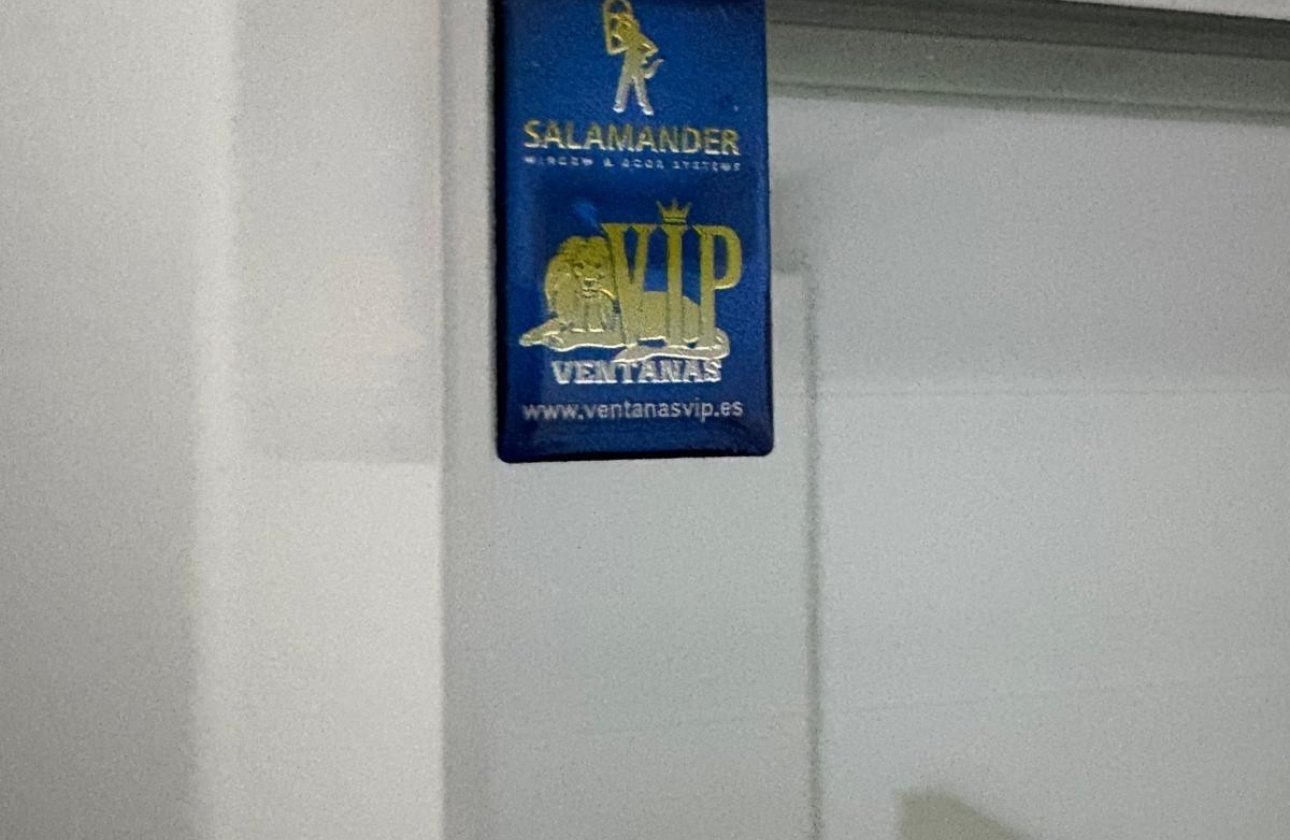 SALAMANDER
WINDOW & DOOR SYSTEMS
VIP
VENTANAS
www.ventanasvip.es